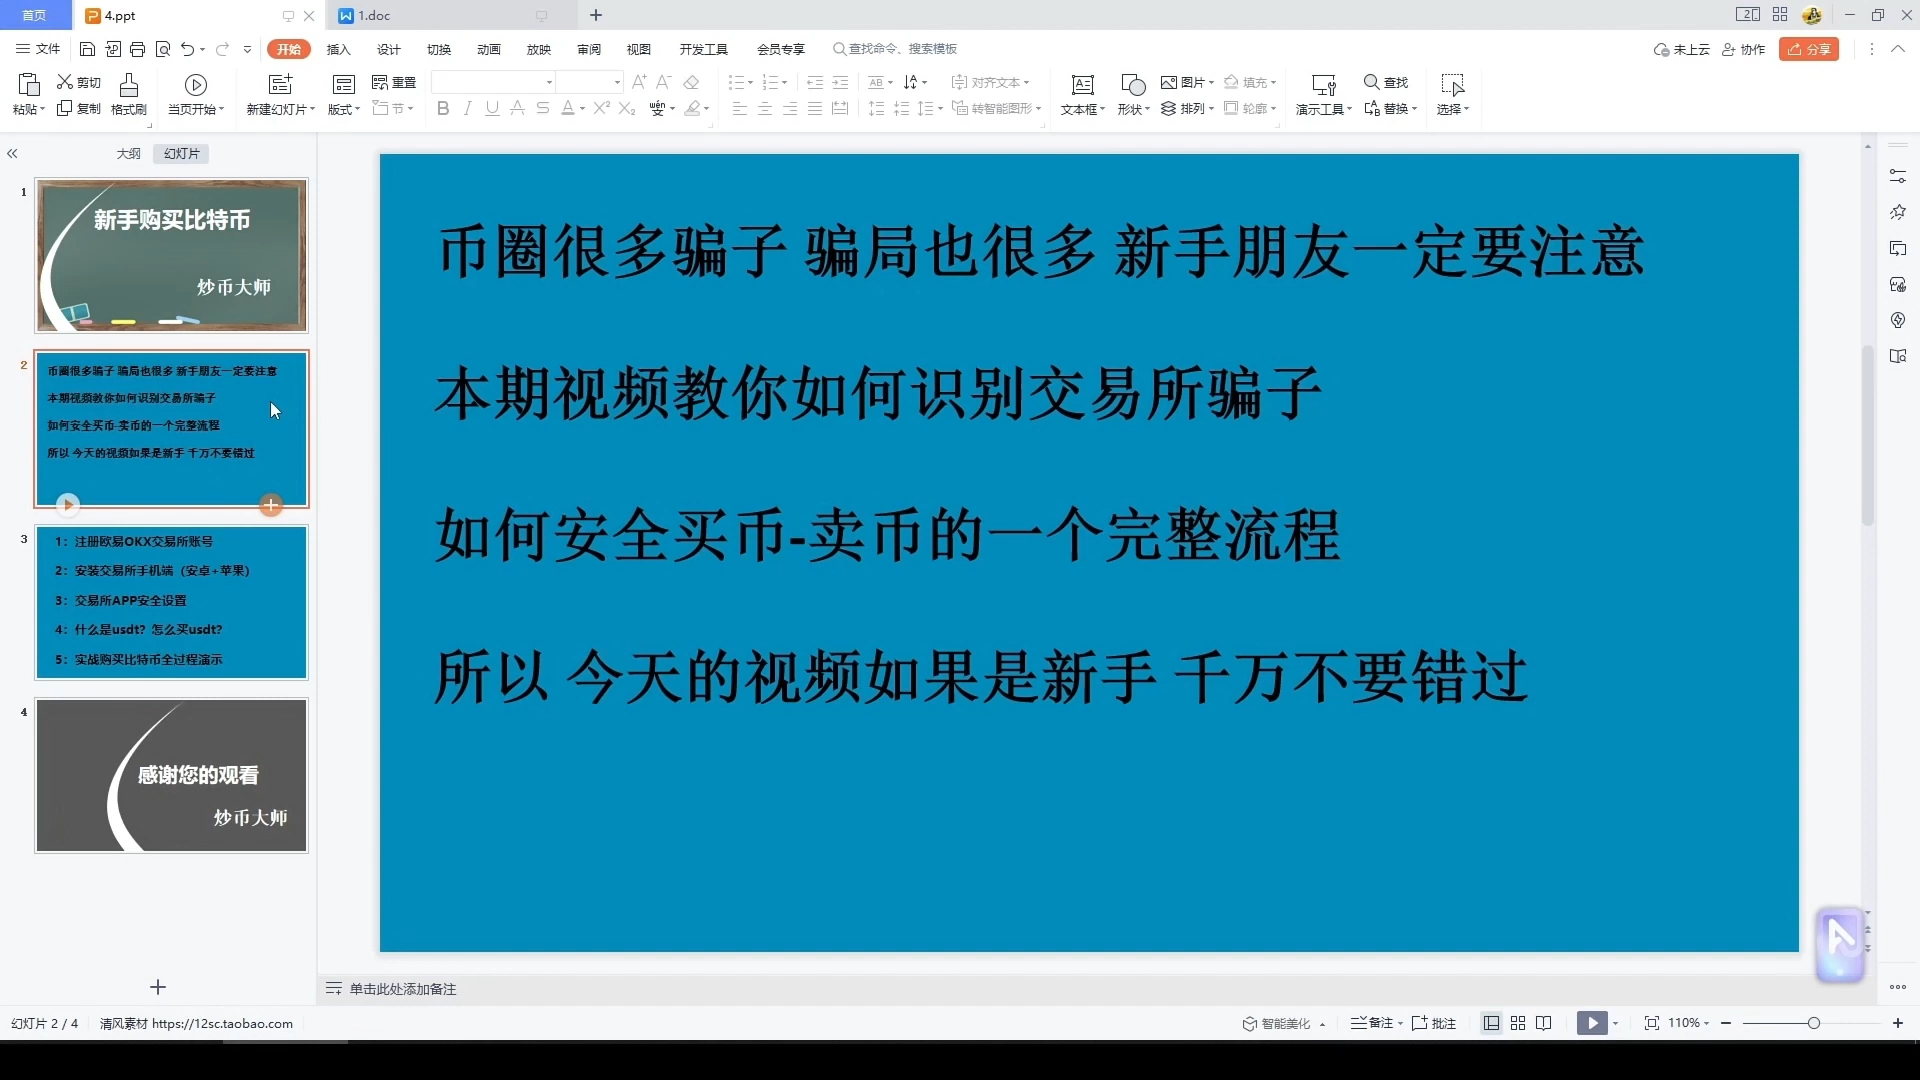 首页
4.ppt
1.doc
文件
开始
插入
设计
切换
动画
放映
审阅
视图
开发工具
会员专享
查找命令、搜索模板
未上云
协作
分享
粘贴
剪切
复制
格式刷
当页开始
新建幻灯片
版式
重置
节
对齐文本
转智能图形
文本框
形状
图片
排列
填充
轮廓
演示工具
查找
替换
选择
大纲
幻灯片
1
新手购买比特币
炒币大师
2
币圈很多骗子 骗局也很多 新手朋友一定要注意
本期视频教你如何识别交易所骗子
如何安全买币-卖币的一个完整流程
所以 今天的视频如果是新手 千万不要错过
3
1：注册欧易OKX交易所账号
2：安装交易所手机端（安卓+苹果）
3：交易所APP安全设置
4：什么是usdt？怎么买usdt？
5：实战购买比特币全过程演示
4
感谢您的观看
炒币大师
币圈很多骗子 骗局也很多 新手朋友一定要注意
本期视频教你如何识别交易所骗子
如何安全买币-卖币的一个完整流程
所以 今天的视频如果是新手 千万不要错过
单击此处添加备注
幻灯片 2 / 4
清风素材 https://12sc.taobao.com
智能美化
备注
批注
110%